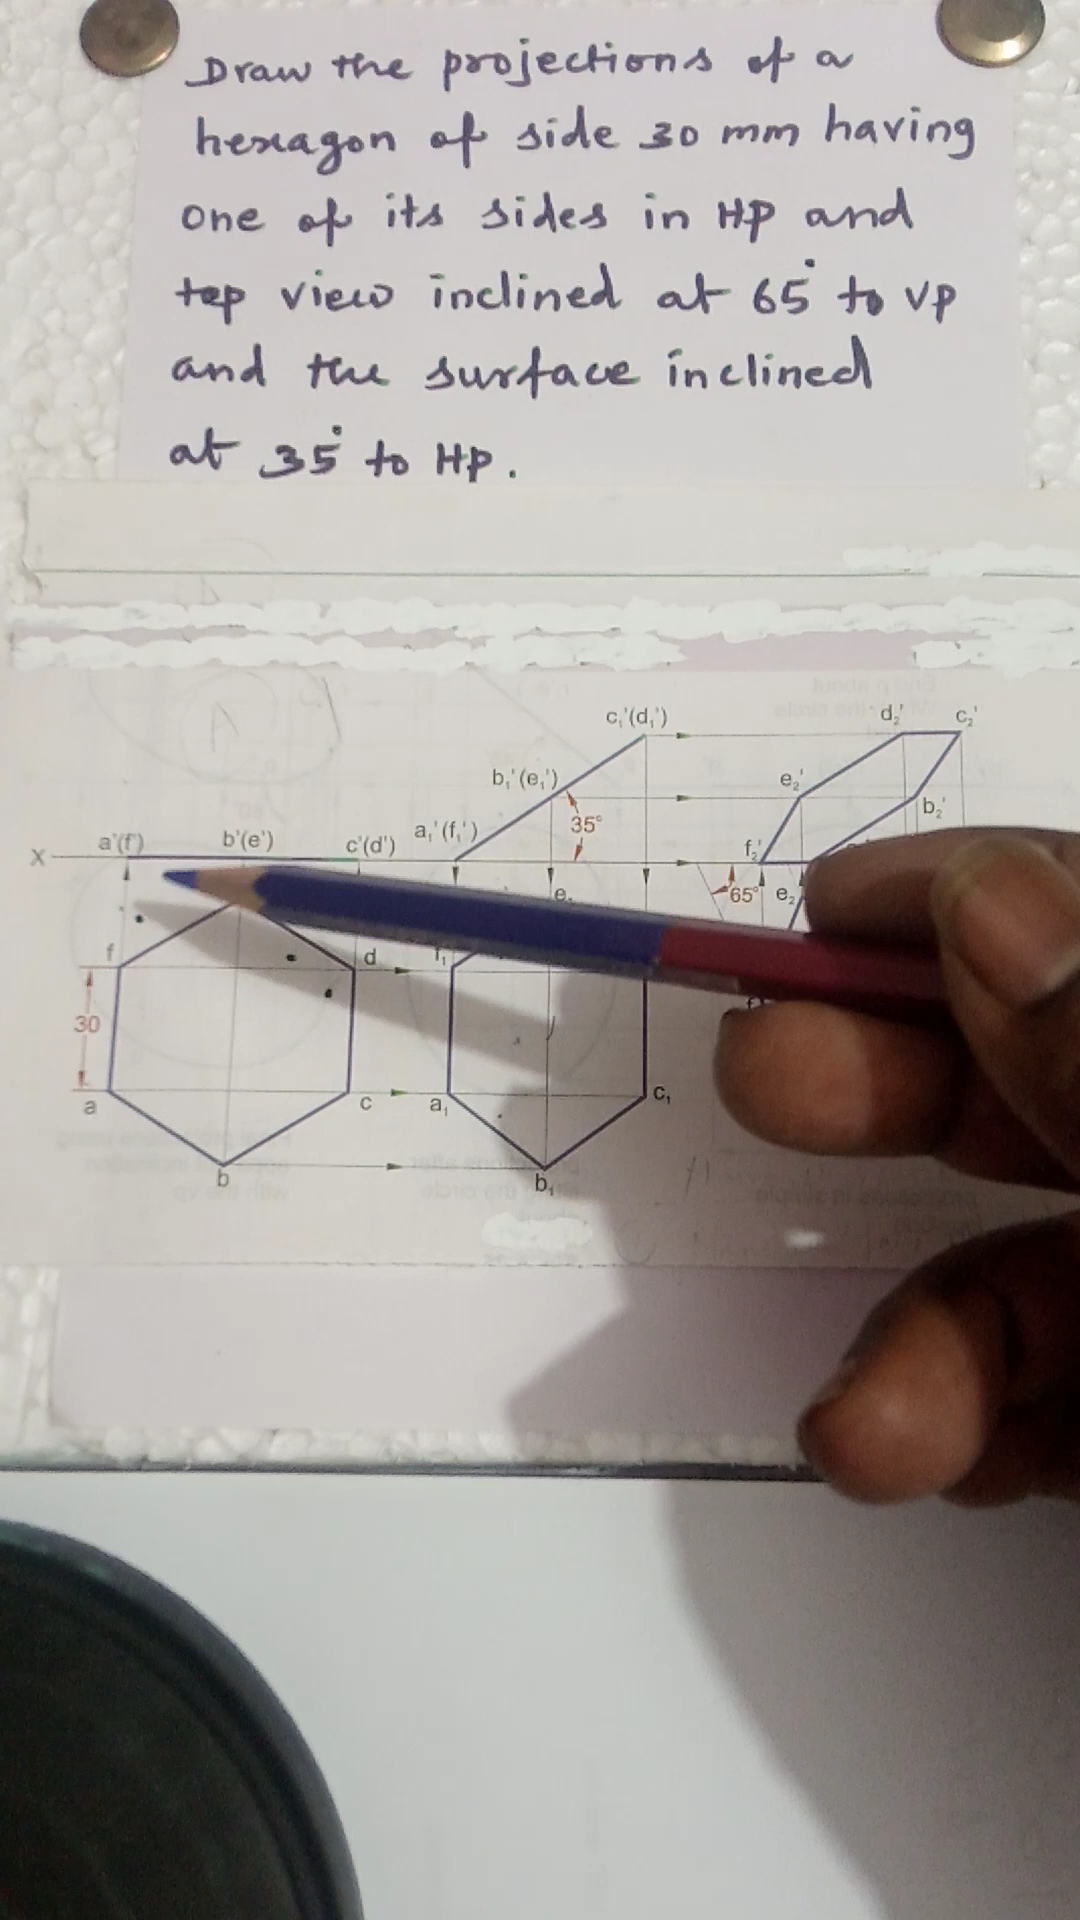 Draw the projections of a
hexagon of side 30 mm having
one of its sides in HP and
top view inclined at 65° to VP
and the surface inclined
at 35° to HP.
c₁'(d₁') d₂' c₂'
b₁'(e₁') e₂' b₂'
a'(f') b'(e') c'(d') a₁'(f₁') 35° f₂'
X
65° e₂
f d f₁
30
a c a₁ c₁
b b₁